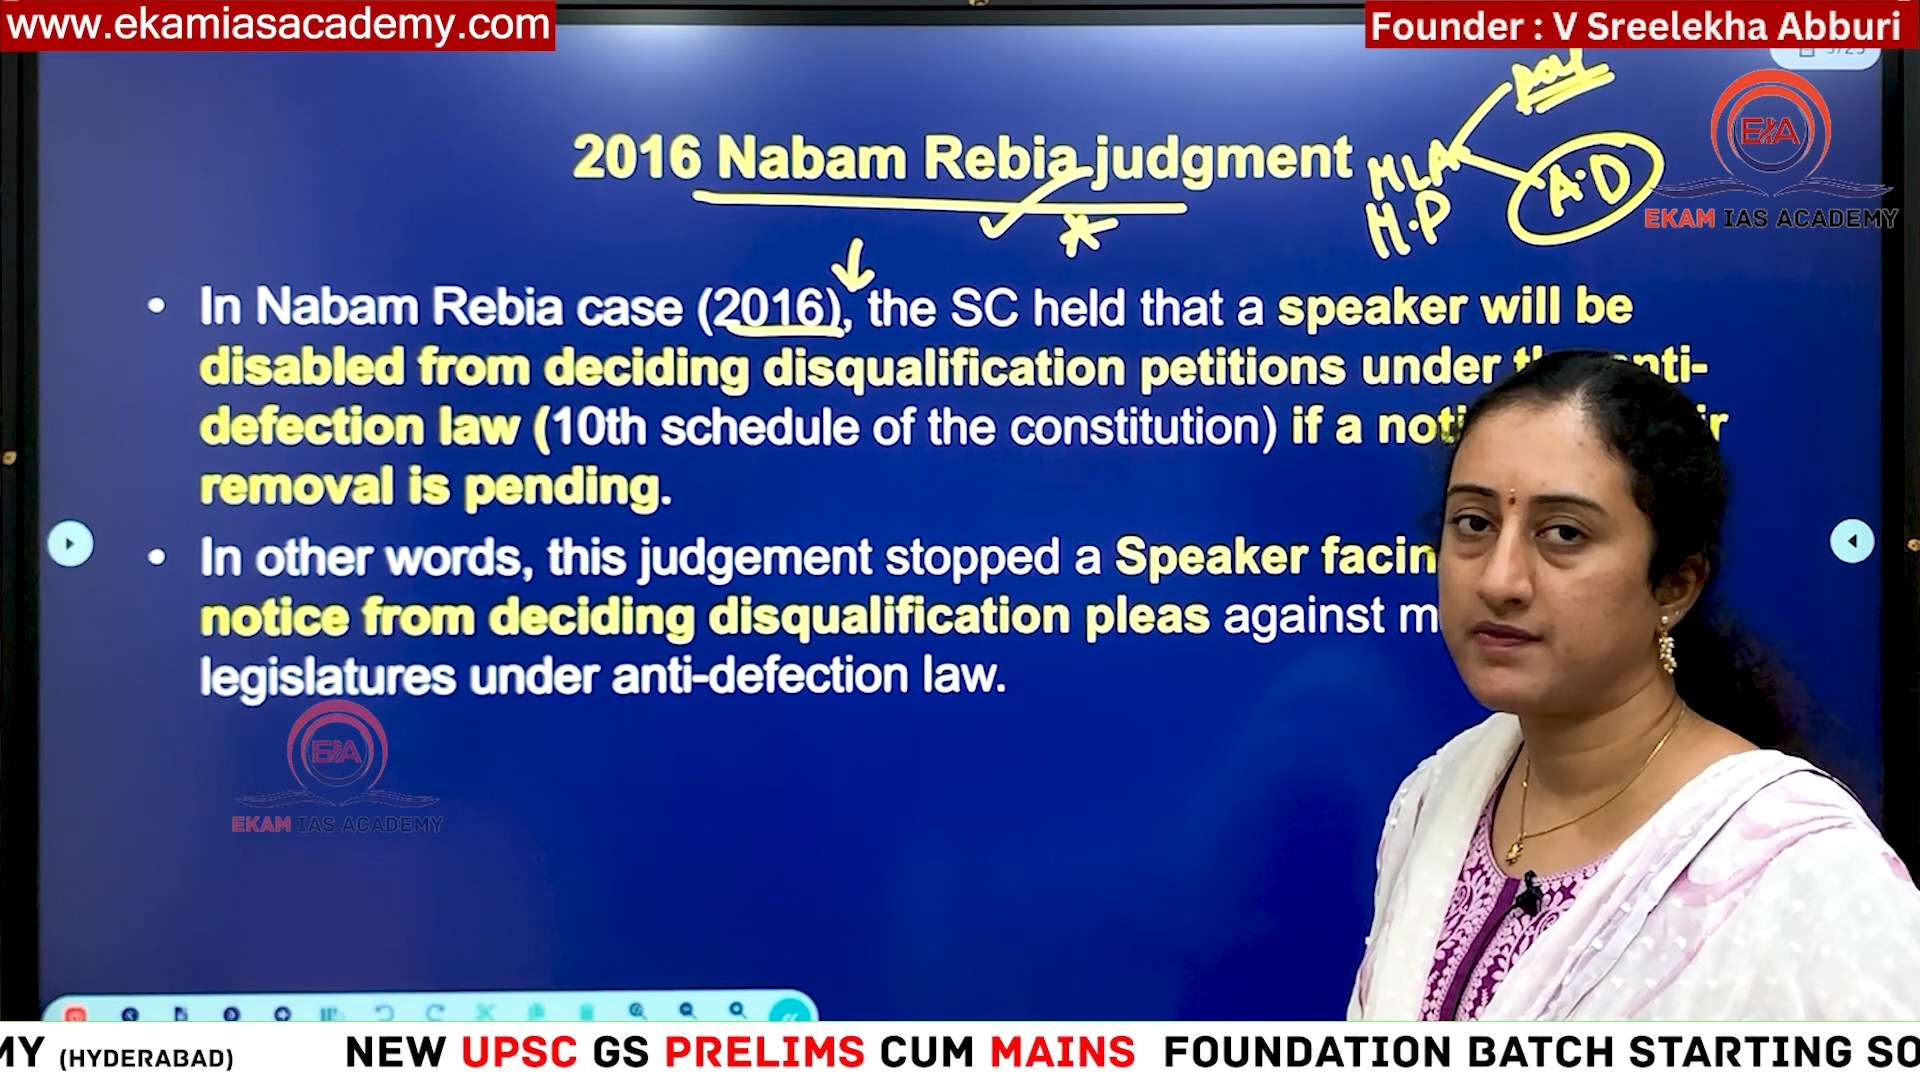 www.ekamiasacademy.com
Founder : V Sreelekha Abburi
2016 Nabam Rebia judgment
MLA
M.P
A.D
EIA
EKAM IAS ACADEMY
• In Nabam Rebia case (2016), the SC held that a speaker will be
disabled from deciding disqualification petitions under anti-
defection law (10th schedule of the constitution) if a
removal is pending.
• In other words, this judgement stopped a Speaker
notice from deciding disqualification pleas against
legislatures under anti-defection law.
EIA
EKAM IAS ACADEMY
(HYDERABAD) NEW UPSC GS PRELIMS CUM MAINS FOUNDATION BATCH STARTING